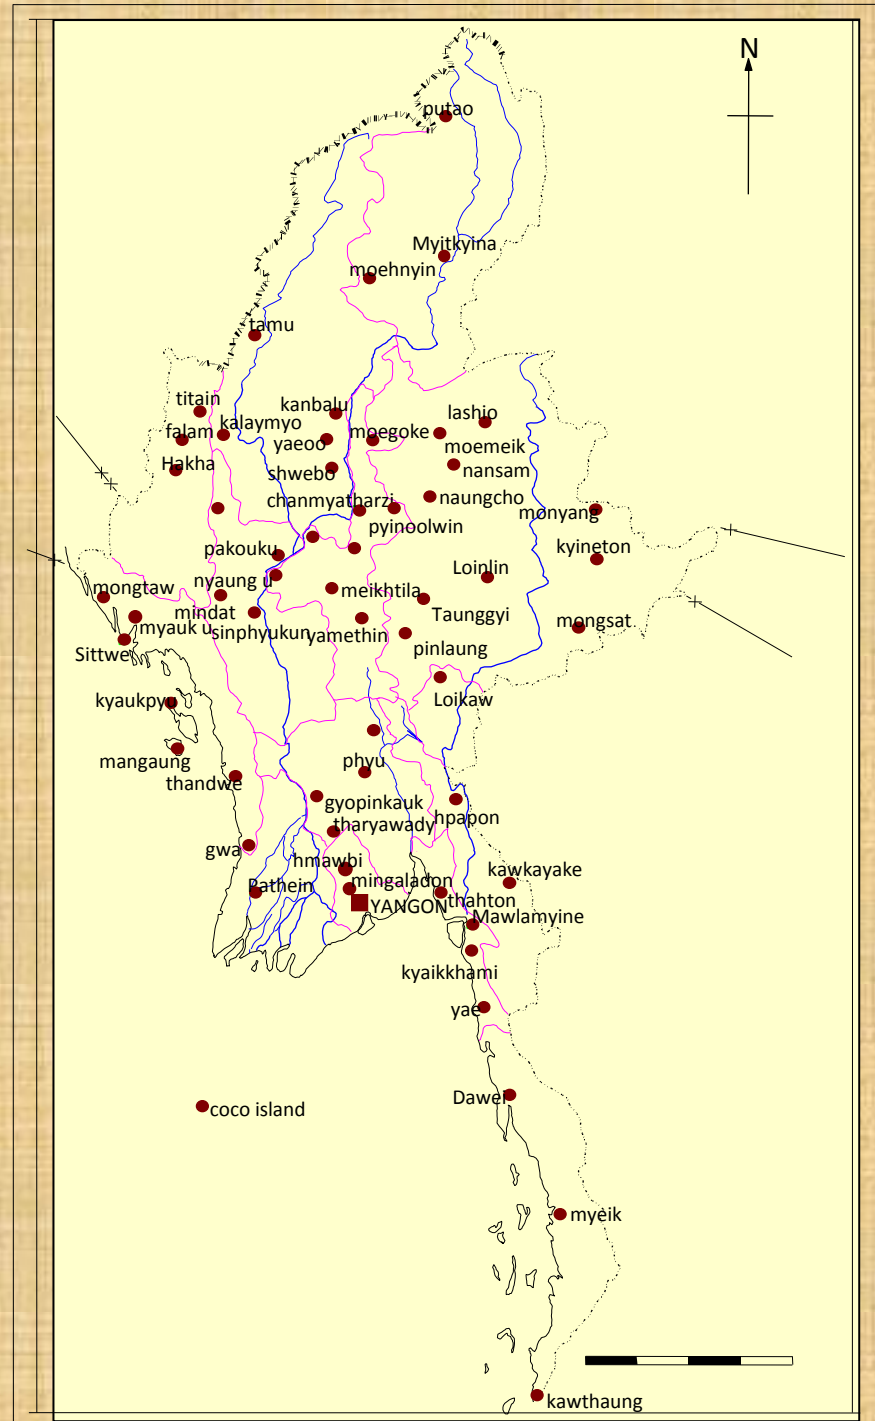 N
putao
Myitkyina
moehnyin
tamu
titain
kanbalu
lashio
kalaymyo
falam
yaeoo
moegoke
moemeik
Hakha
shwebo
nansam
chanmyatharzi
naungcho
monyang
pyinoolwin
pakouku
kyineton
Loinlin
nyaung u
meikhtila
mongtaw
mindat
Taunggyi
myauk u
sinphyukun
yamethin
mongsat
pinlaung
Sittwe
Loikaw
kyaukpyu
mangaung
phyu
thandwe
gyopinkauk
hpapon
tharyawady
gwa
hmawbi
kawkayake
Pathein
mingaladon
thahton
YANGON
Mawlamyine
kyaikkhami
yae
Dawei
coco island
myeik
kawthaung